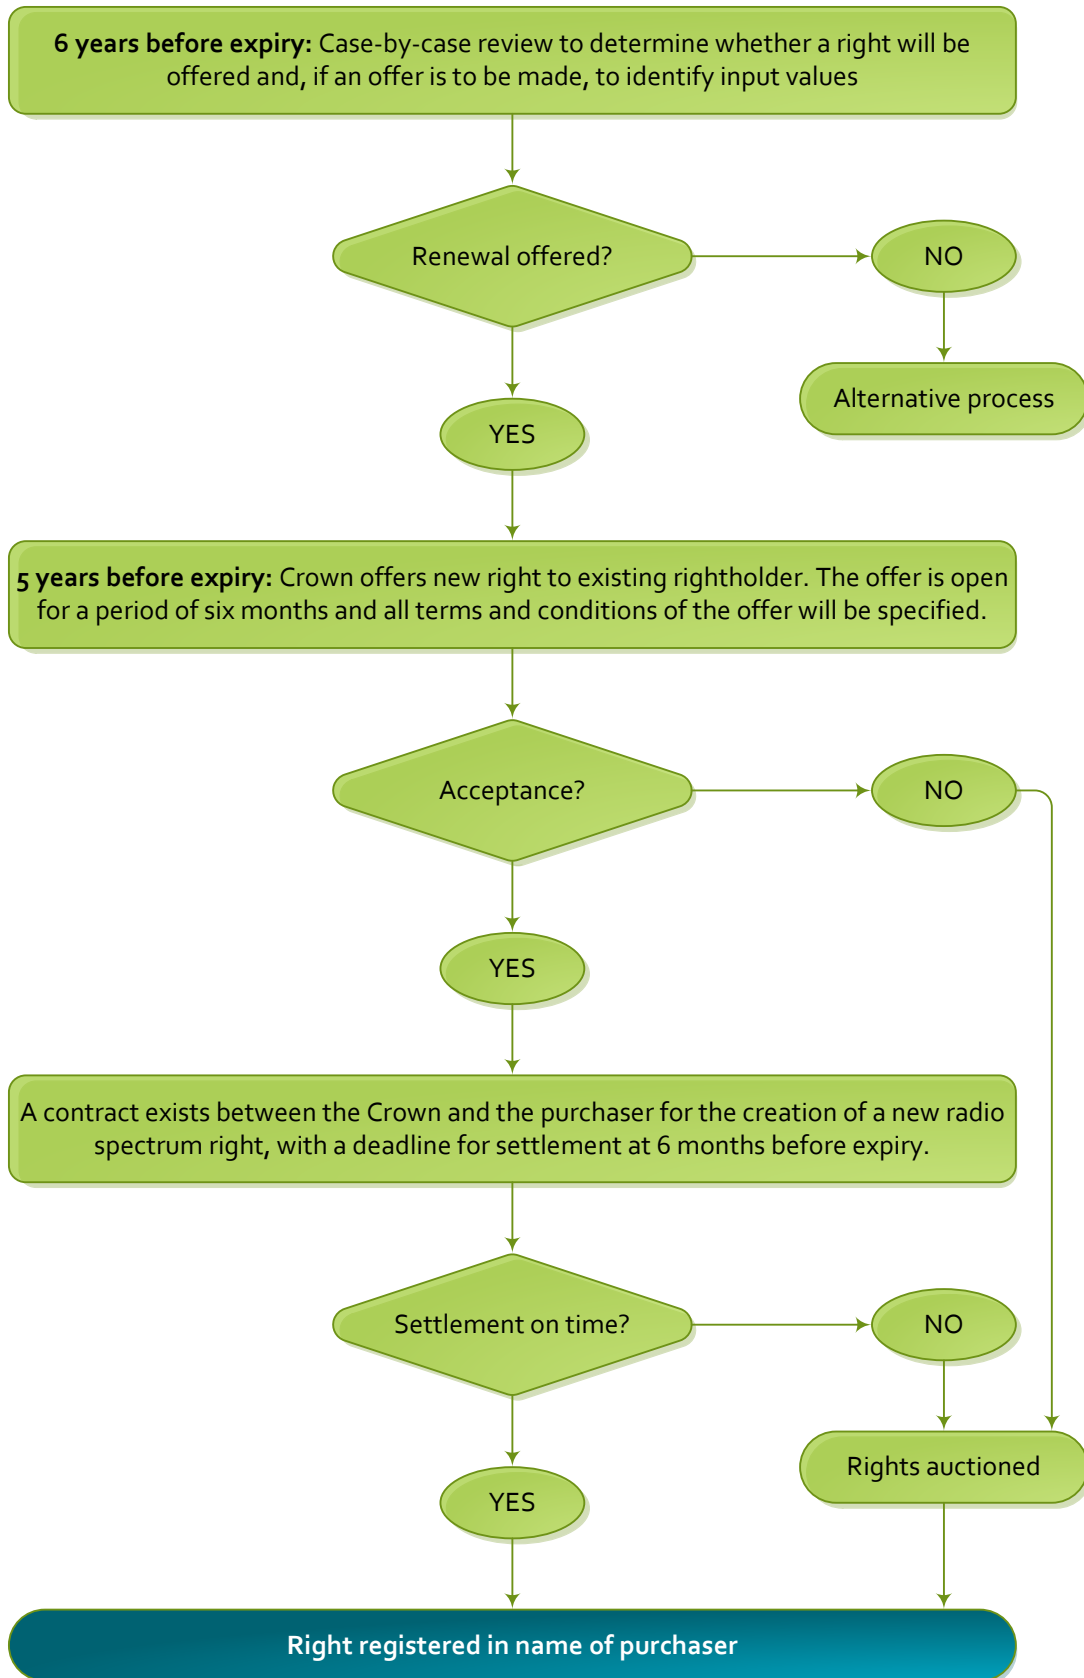 6 years before expiry: Case-by-case review to determine whether a right will be
offered and, if an offer is to be made, to identify input values
Renewal offered?
NO
Alternative process
YES
5 years before expiry: Crown offers new right to existing rightholder. The offer is open
for a period of six months and all terms and conditions of the offer will be specified.
Acceptance?
NO
YES
A contract exists between the Crown and the purchaser for the creation of a new radio
spectrum right, with a deadline for settlement at 6 months before expiry.
Settlement on time?
NO
Rights auctioned
YES
Right registered in name of purchaser